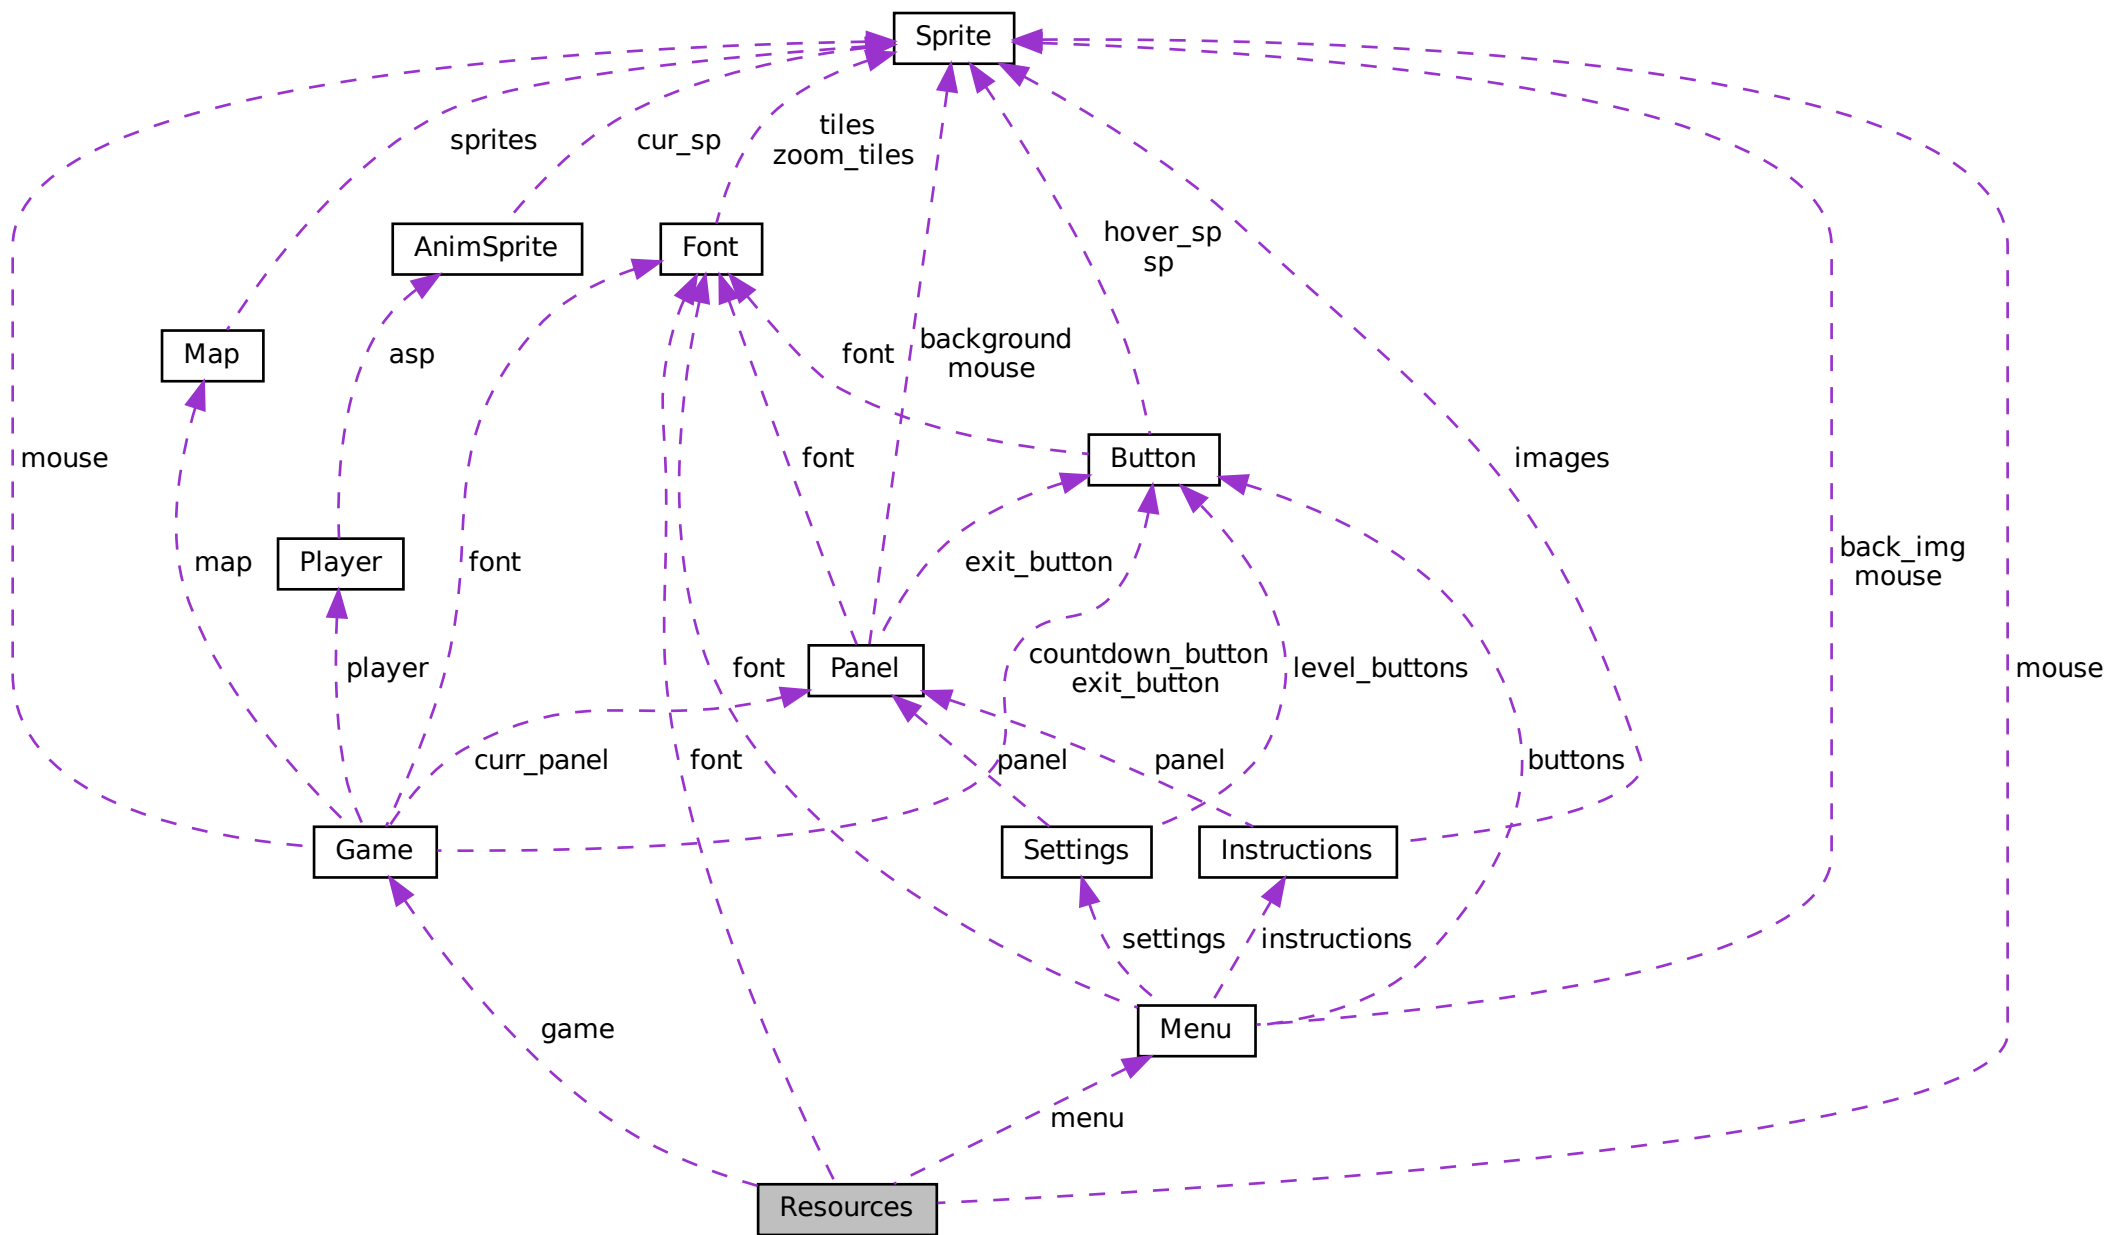 Sprite
sprites
cur_sp
tiles
zoom_tiles
hover_sp
sp
AnimSprite
Font
Map
asp
font
background
mouse
mouse
font
Button
images
Player
map
font
exit_button
back_img
mouse
player
font
Panel
countdown_button
exit_button
level_buttons
mouse
curr_panel
font
panel
panel
buttons
Game
Settings
Instructions
settings
instructions
game
Menu
menu
Resources